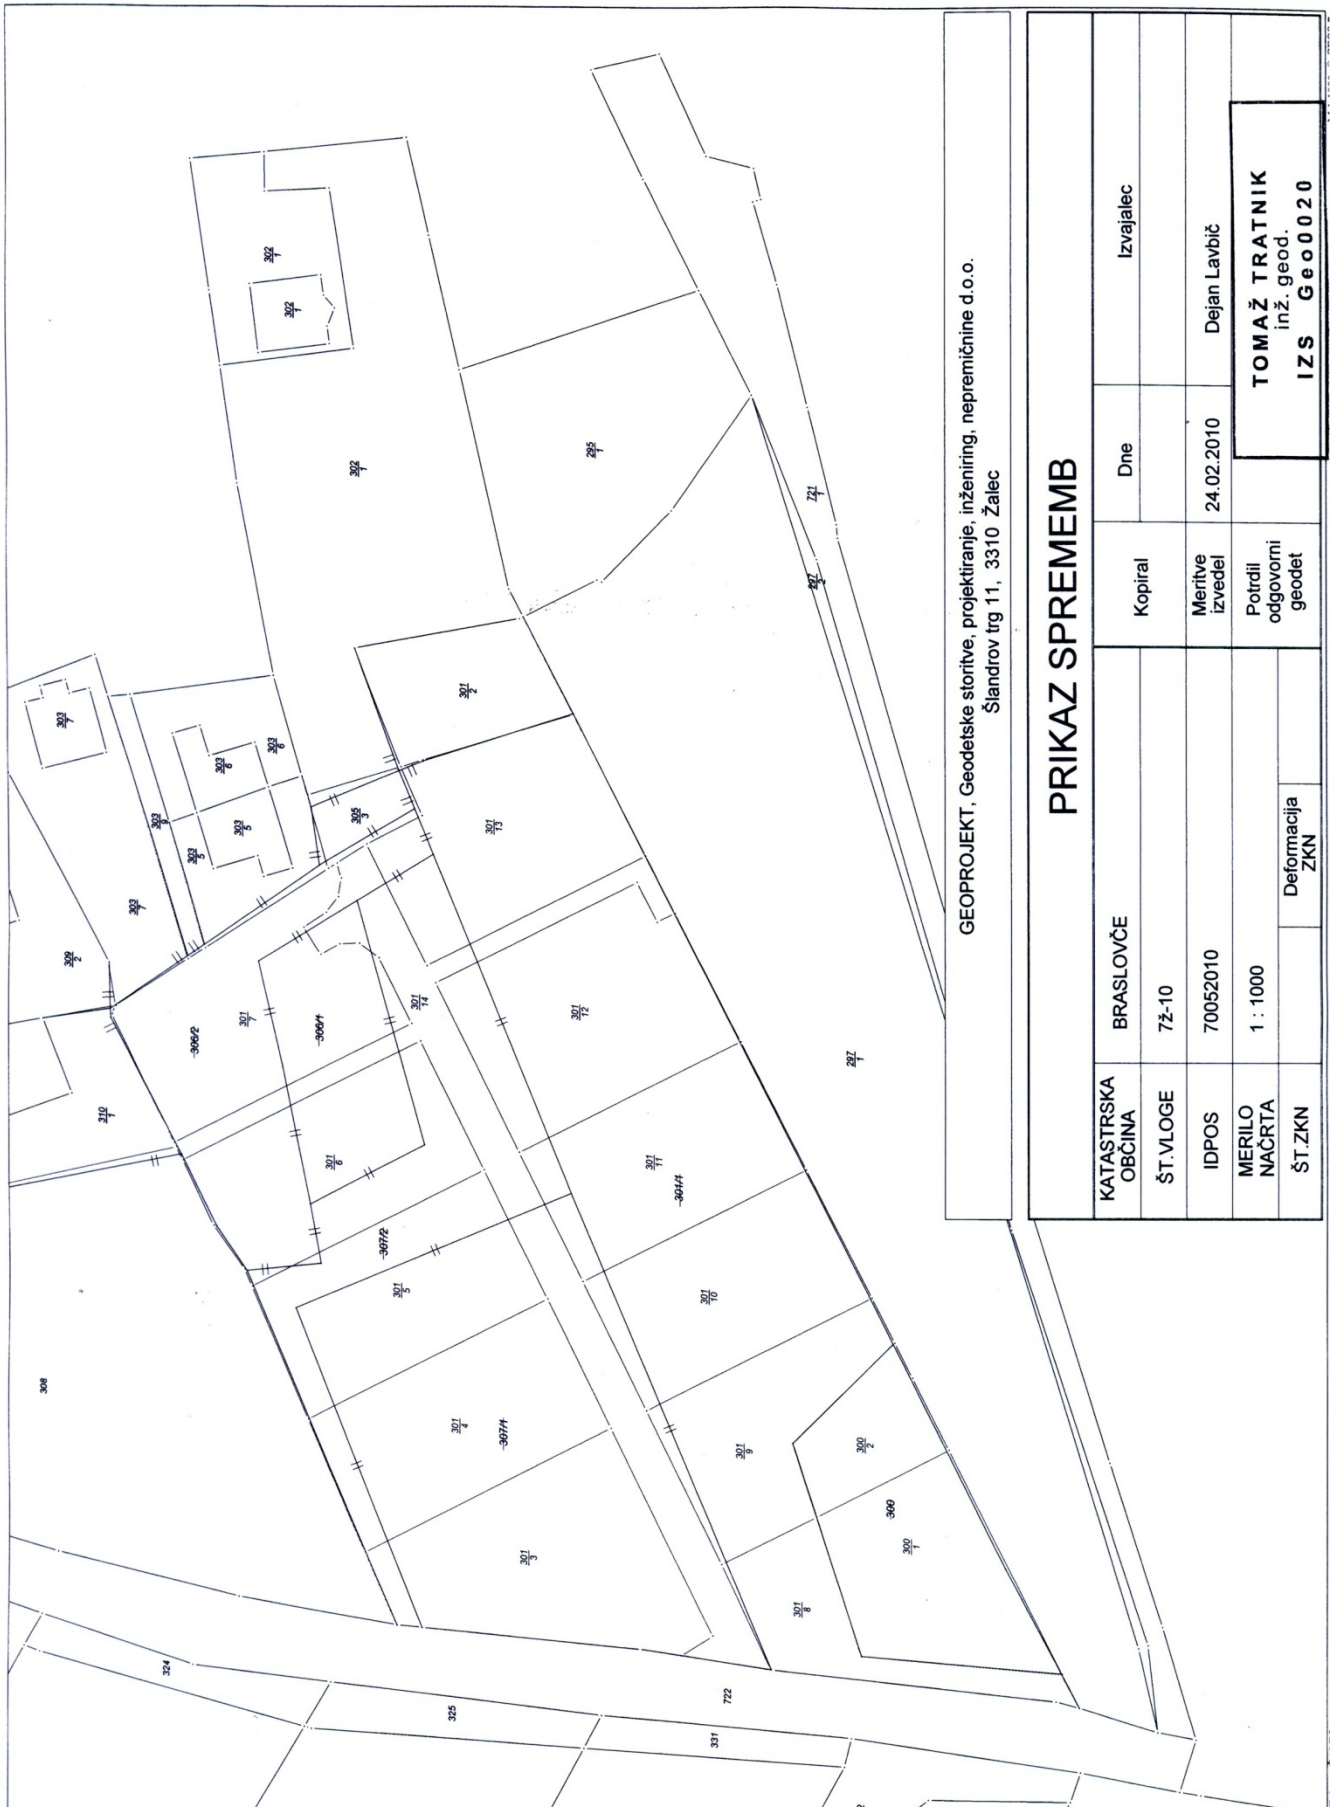 GEOPROJEKT, Geodetske storitve, projektiranje, inženiring, nepremičnine d.o.o.
Šlandrov trg 11, 3310 Žalec
PRIKAZ SPREMEMB
KATASTRSKA OBČINA
BRASLOVČE
Kopiral
Dne
Izvajalec
ŠT.VLOGE
7ž-10
IDPOS
70052010
Meritve izvedel
24.02.2010
Dejan Lavbič
MERILO NAČRTA
1 : 1000
Potrdil odgovorni geodet
ŠT.ZKN
Deformacija ZKN
TOMAŽ TRATNIK
inž. geod.
IZS Geo0020
302/1
302/1
302/1
295/1
721/1
297/2
297/1
301/2
303/7
303/6
303/6
303/9
303/5
303/5
303/7
305/3
309/2
310/1
301/13
301/14
301/12
301/7
306/2
306/1
301/6
301/11
301/1
307/2
301/5
301/10
308
301/4
307/1
301/9
300/2
300
300/1
301/3
301/8
324
325
722
331